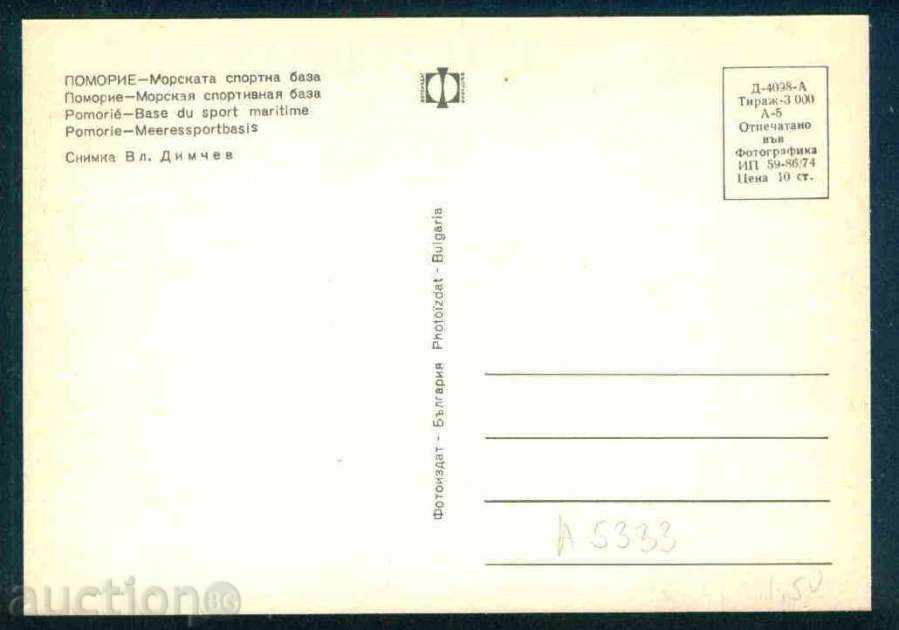 ПОМОРИЕ—Морската спортна база
Поморие—Морская спортивная база
Pomorié—Base du sport maritime
Pomorie—Meeressportbasis
Снимка Вл. Димчев
Д-4098-А
Тираж-3 000
А-5
Отпечатано
във
Фотографика
ИП 59-86/74
Цена 10 ст.
Фотоиздат - България Photoizdat - Bulgaria
A 5333
auction BG